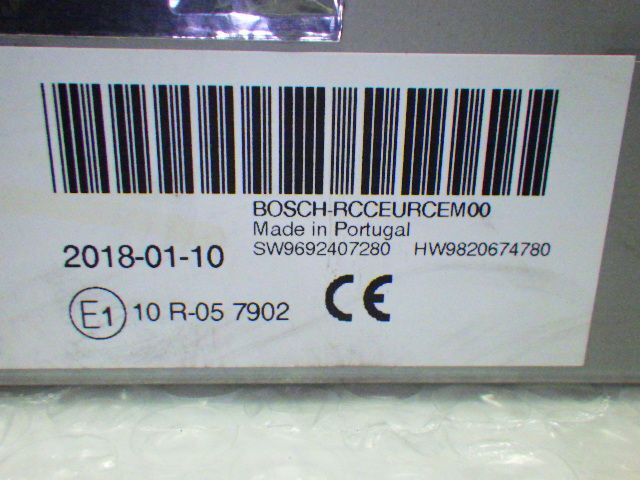 BOSCH-RCCEURCEM00
Made in Portugal
SW9692407280 HW9820674780
2018-01-10
E1 10 R-05 7902
CE